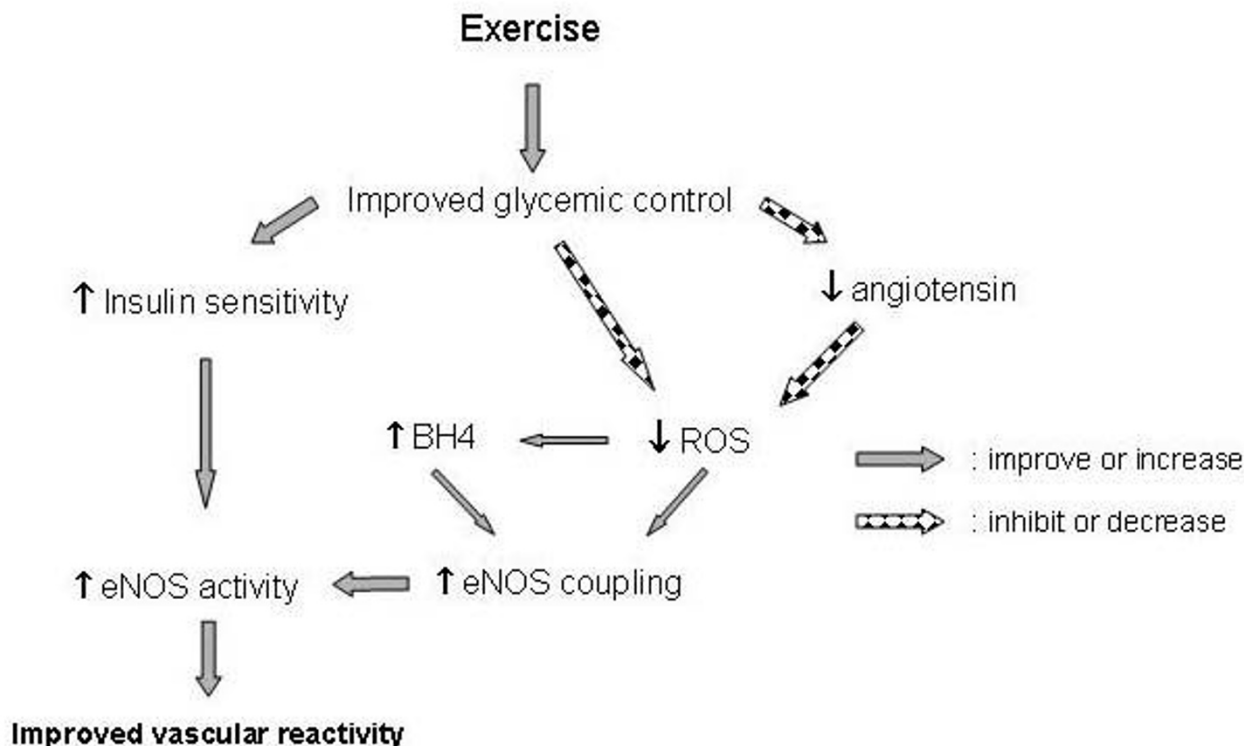 Exercise
Improved glycemic control
↑ Insulin sensitivity
↓ angiotensin
↑ BH4
↓ ROS
: improve or increase
: inhibit or decrease
↑ eNOS activity
↑ eNOS coupling
Improved vascular reactivity